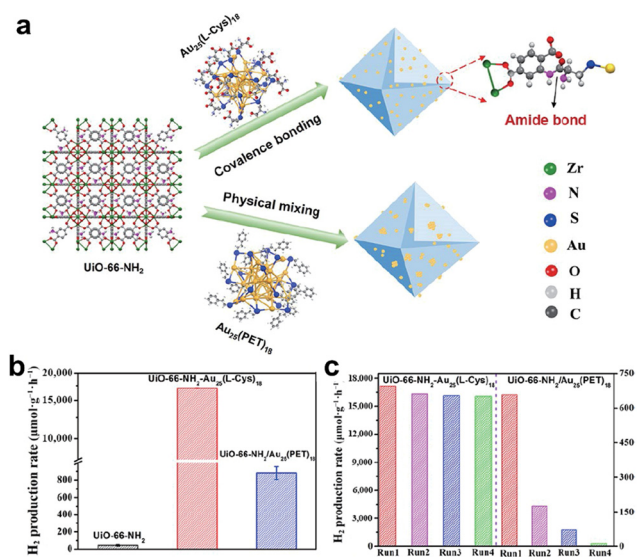 a
Au25(L-Cys)18
Covalence bonding
Amide bond
Physical mixing
UiO-66-NH2
Au25(PET)18
Zr
N
S
Au
O
H
C
b
H2 production rate (μmol·g-1·h-1)
20,000
15,000
10,000
800
600
400
200
0
UiO-66-NH2-Au25(L-Cys)18
UiO-66-NH2/Au25(PET)18
UiO-66-NH2
c
H2 production rate (μmol·g-1·h-1)
18,000
15,000
12,000
9,000
6,000
3,000
0
UiO-66-NH2-Au25(L-Cys)18
UiO-66-NH2/Au25(PET)18
750
600
450
300
150
0
Run1 Run2 Run3 Run4 Run1 Run2 Run3 Run4